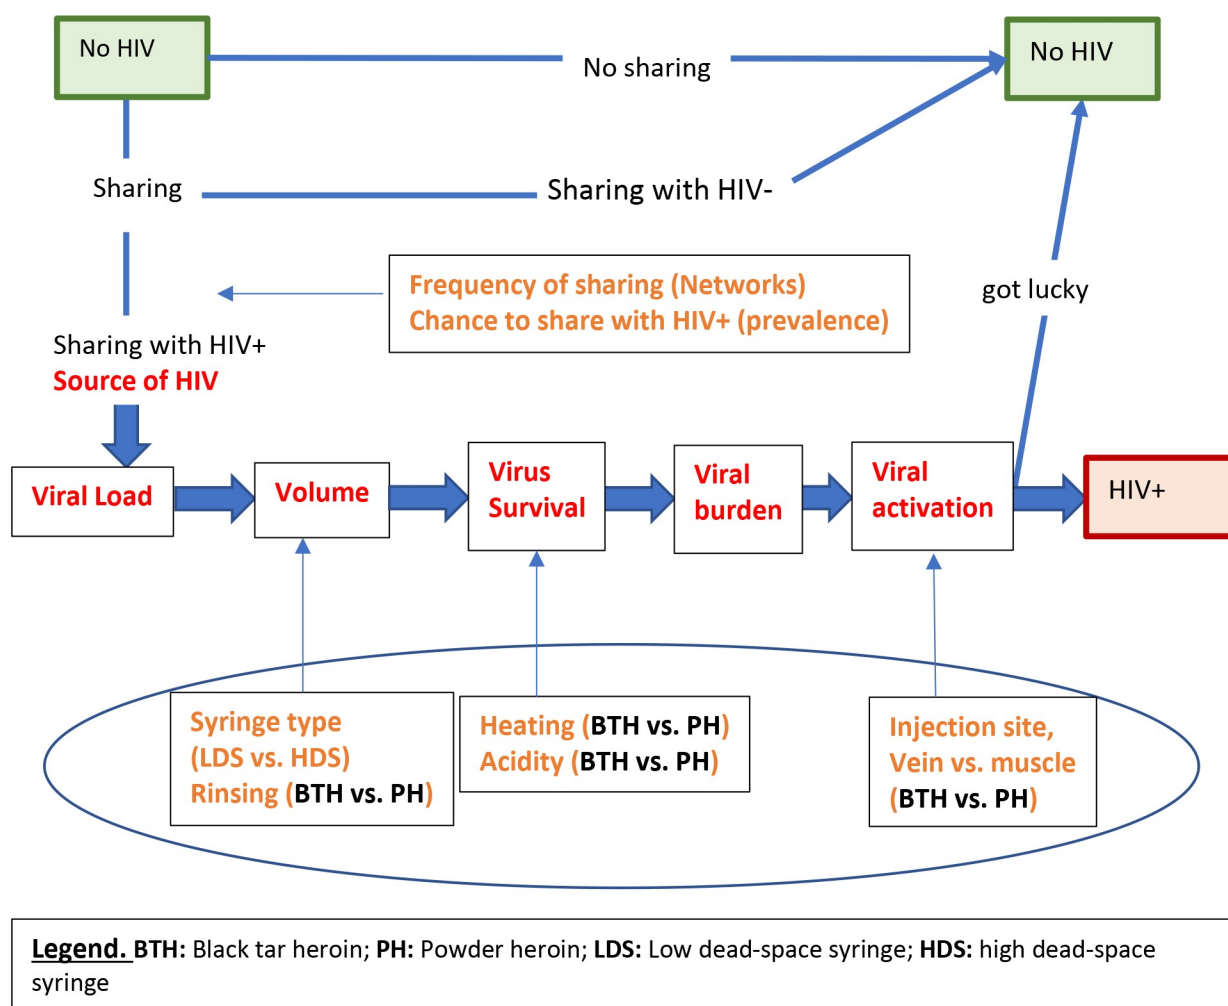 No HIV
No HIV
No sharing
Sharing
Sharing with HIV-
Frequency of sharing (Networks)
Chance to share with HIV+ (prevalence)
got lucky
Sharing with HIV+
Source of HIV
Viral Load
Volume
Virus
Survival
Viral
burden
Viral
activation
HIV+
Syringe type
(LDS vs. HDS)
Rinsing (BTH vs. PH)
Heating (BTH vs. PH)
Acidity (BTH vs. PH)
Injection site,
Vein vs. muscle
(BTH vs. PH)
Legend. BTH: Black tar heroin; PH: Powder heroin; LDS: Low dead-space syringe; HDS: high dead-space
syringe